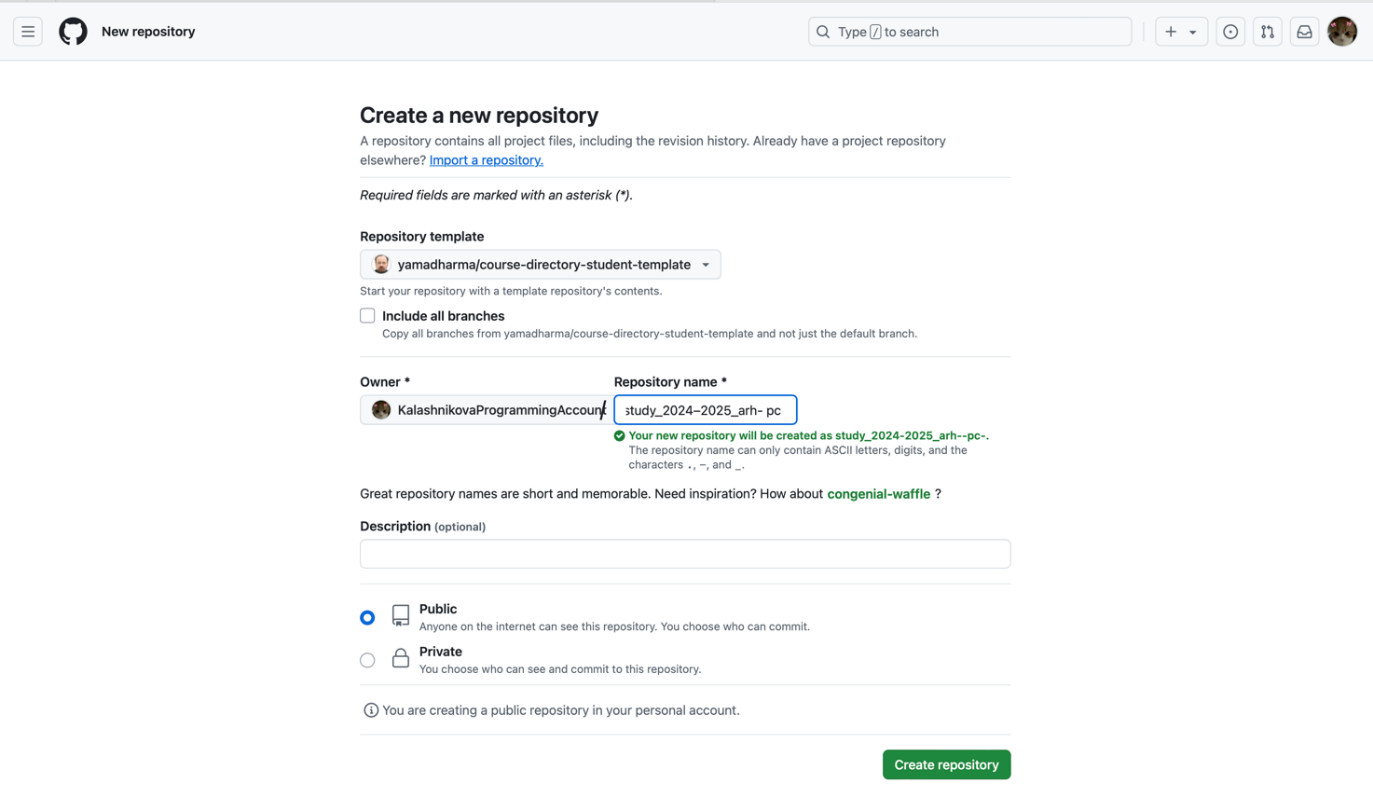 New repository
Type / to search
Create a new repository
A repository contains all project files, including the revision history. Already have a project repository
elsewhere? Import a repository.
Required fields are marked with an asterisk (*).
Repository template
yamadharma/course-directory-student-template
Start your repository with a template repository's contents.
Include all branches
Copy all branches from yamadharma/course-directory-student-template and not just the default branch.
Owner * Repository name *
KalashnikovaProgrammingAccount / study_2024–2025_arh- pc
Your new repository will be created as study_2024-2025_arh--pc-.
The repository name can only contain ASCII letters, digits, and the
characters ., –, and _.
Great repository names are short and memorable. Need inspiration? How about congenial-waffle ?
Description (optional)
Public
Anyone on the internet can see this repository. You choose who can commit.
Private
You choose who can see and commit to this repository.
You are creating a public repository in your personal account.
Create repository